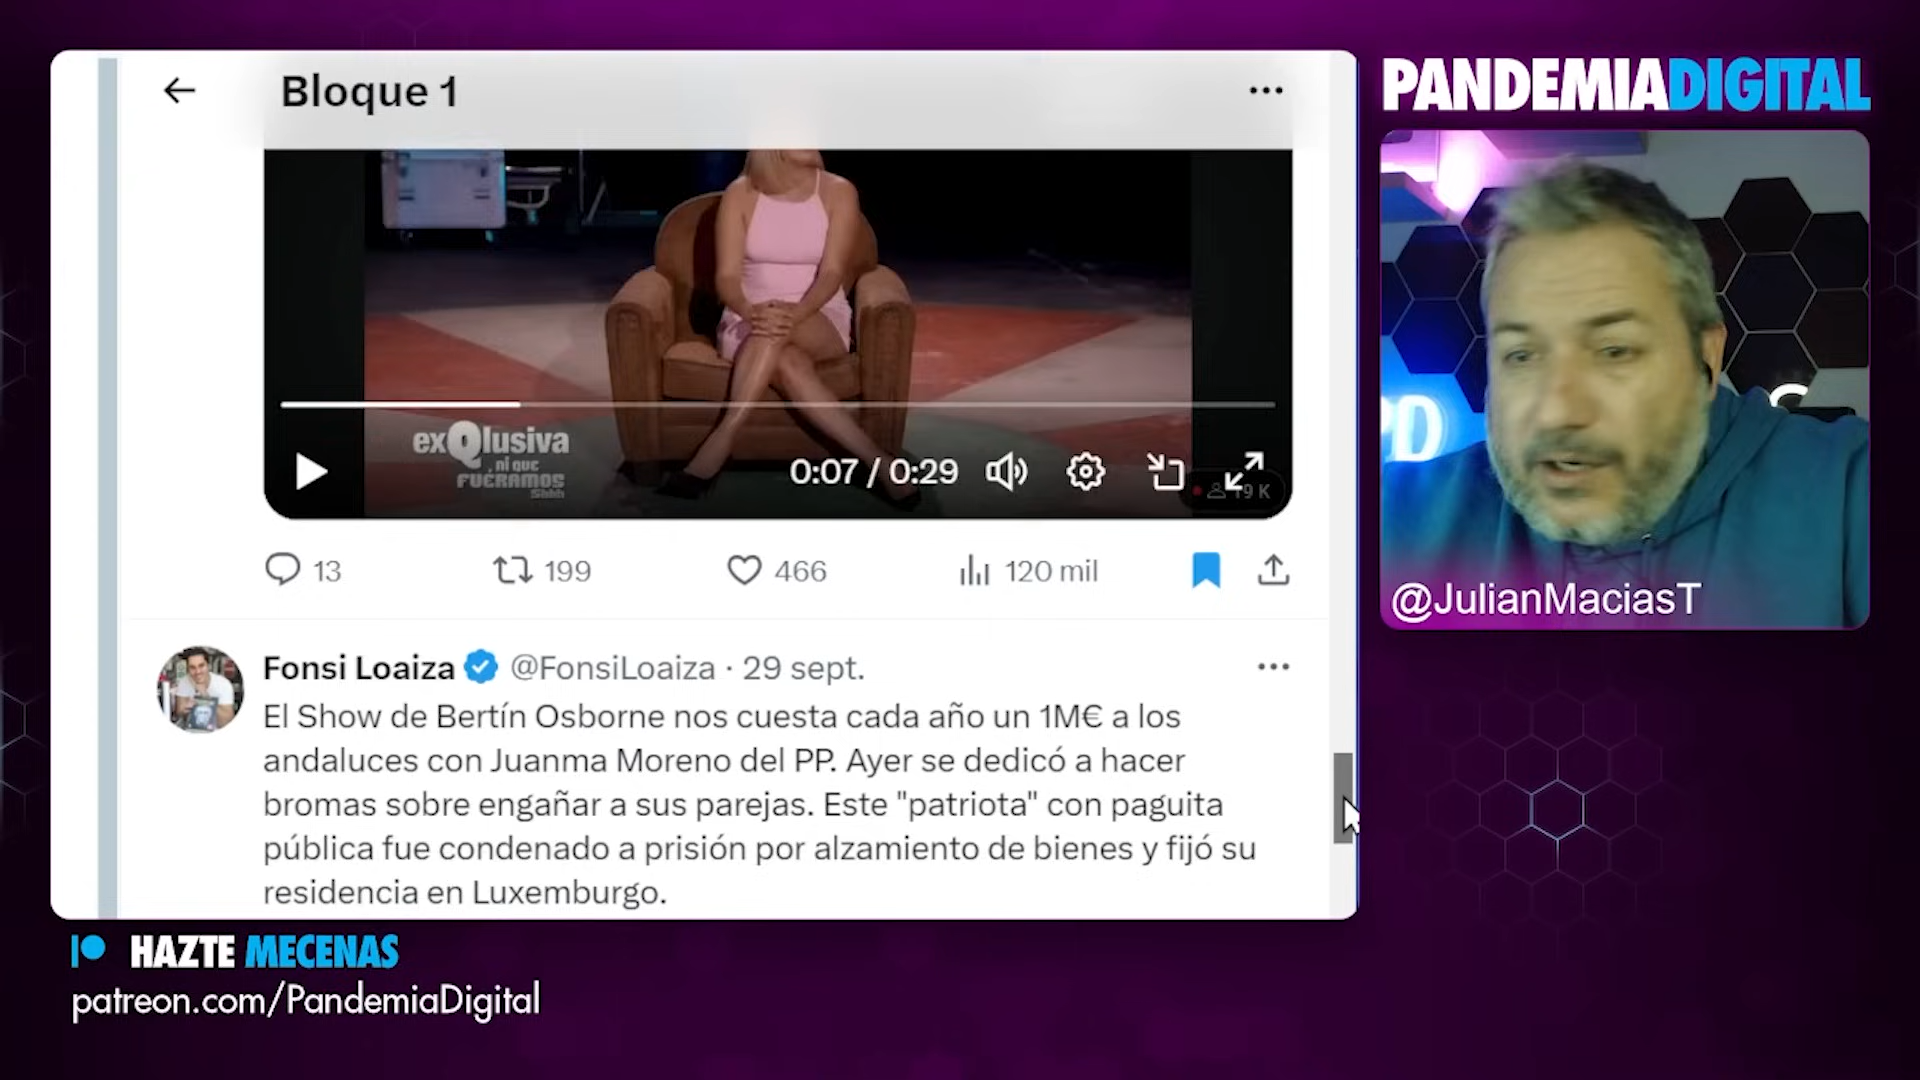 Bloque 1
PANDEMIADIGITAL
exQlusiva
ni que
FUÉRAMOS
Shhh
0:07 / 0:29
19 K
13
199
466
120 mil
PD
@JulianMaciasT
Fonsi Loaiza @FonsiLoaiza · 29 sept.
El Show de Bertín Osborne nos cuesta cada año un 1M€ a los
andaluces con Juanma Moreno del PP. Ayer se dedicó a hacer
bromas sobre engañar a sus parejas. Este "patriota" con paguita
pública fue condenado a prisión por alzamiento de bienes y fijó su
residencia en Luxemburgo.
HAZTE MECENAS
patreon.com/PandemiaDigital